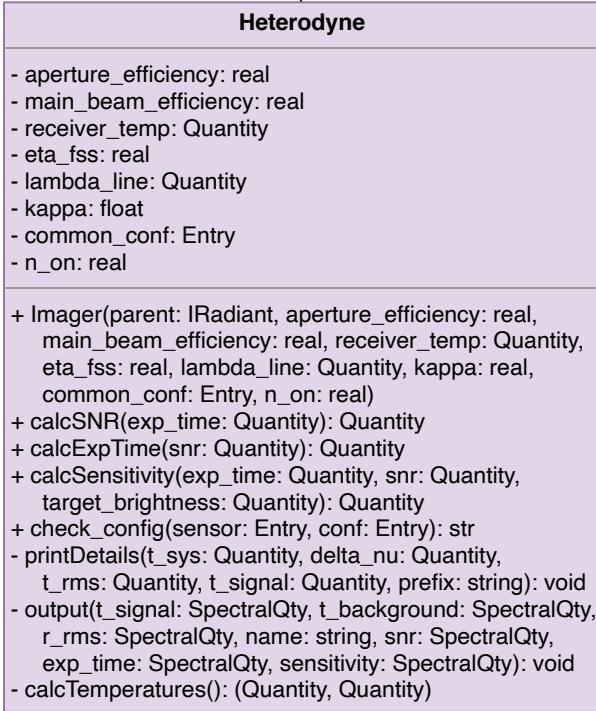 Heterodyne
- aperture_efficiency: real
- main_beam_efficiency: real
- receiver_temp: Quantity
- eta_fss: real
- lambda_line: Quantity
- kappa: float
- common_conf: Entry
- n_on: real
+ Imager(parent: IRadiant, aperture_efficiency: real,
main_beam_efficiency: real, receiver_temp: Quantity,
eta_fss: real, lambda_line: Quantity, kappa: real,
common_conf: Entry, n_on: real)
+ calcSNR(exp_time: Quantity): Quantity
+ calcExpTime(snr: Quantity): Quantity
+ calcSensitivity(exp_time: Quantity, snr: Quantity,
target_brightness: Quantity): Quantity
+ check_config(sensor: Entry, conf: Entry): str
- printDetails(t_sys: Quantity, delta_nu: Quantity,
t_rms: Quantity, t_signal: Quantity, prefix: string): void
- output(t_signal: SpectralQty, t_background: SpectralQty,
r_rms: SpectralQty, name: string, snr: SpectralQty,
exp_time: SpectralQty, sensitivity: SpectralQty): void
- calcTemperatures(): (Quantity, Quantity)